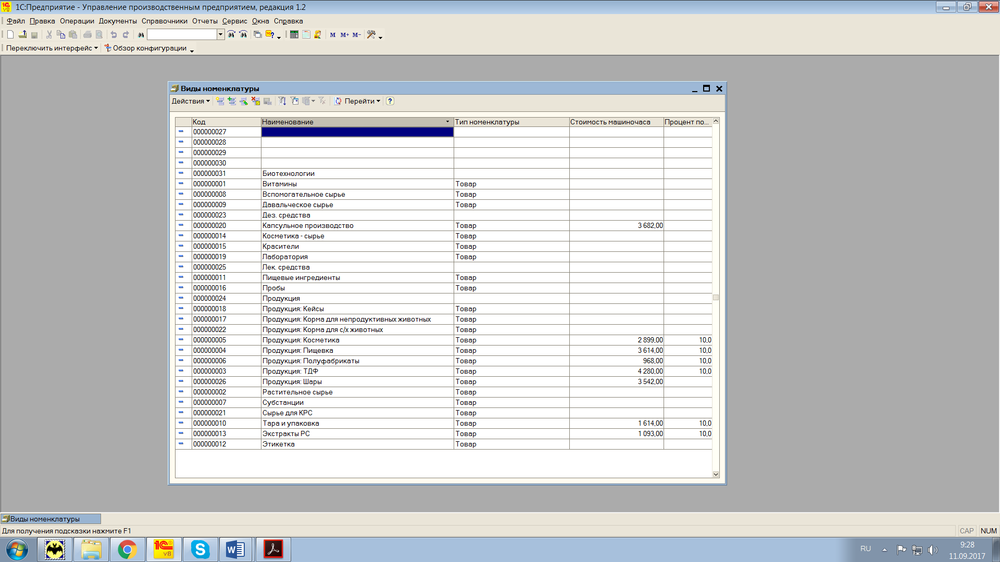 1С:Предприятие - Управление производственным предприятием, редакция 1.2
Файл Правка Операции Документы Справочники Отчеты Сервис Окна Справка
M M+ M-
Переключить интерфейс Обзор конфигурации
Виды номенклатуры
Действия Перейти
Код Наименование Тип номенклатуры Стоимость машиночаса Процент по...
000000027
000000028
000000029
000000030
000000031 Биотехнологии
000000001 Витамины Товар
000000008 Вспомогательное сырье Товар
000000009 Давальческое сырье Товар
000000023 Дез. средства
000000020 Капсульное производство Товар 3 682,00
000000014 Косметика - сырье Товар
000000015 Красители Товар
000000019 Лаборатория Товар
000000025 Лек. средства
000000011 Пищевые ингредиенты Товар
000000016 Пробы Товар
000000024 Продукция
000000018 Продукция: Кейсы Товар
000000017 Продукция: Корма для непродуктивных животных Товар
000000022 Продукция: Корма для с/х животных Товар
000000005 Продукция: Косметика Товар 2 899,00 10,0
000000004 Продукция: Пищевка Товар 3 614,00 10,0
000000006 Продукция: Полуфабрикаты Товар 968,00 10,0
000000003 Продукция: ТДФ Товар 4 280,00 10,0
000000026 Продукция: Шары Товар 3 542,00
000000002 Растительное сырье Товар
000000007 Субстанции Товар
000000021 Сырье для КРС Товар
000000010 Тара и упаковка Товар 1 614,00 10,0
000000013 Экстракты РС Товар 1 093,00 10,0
000000012 Этикетка Товар
Виды номенклатуры
Для получения подсказки нажмите F1
CAP NUM
RU
9:28
11.09.2017